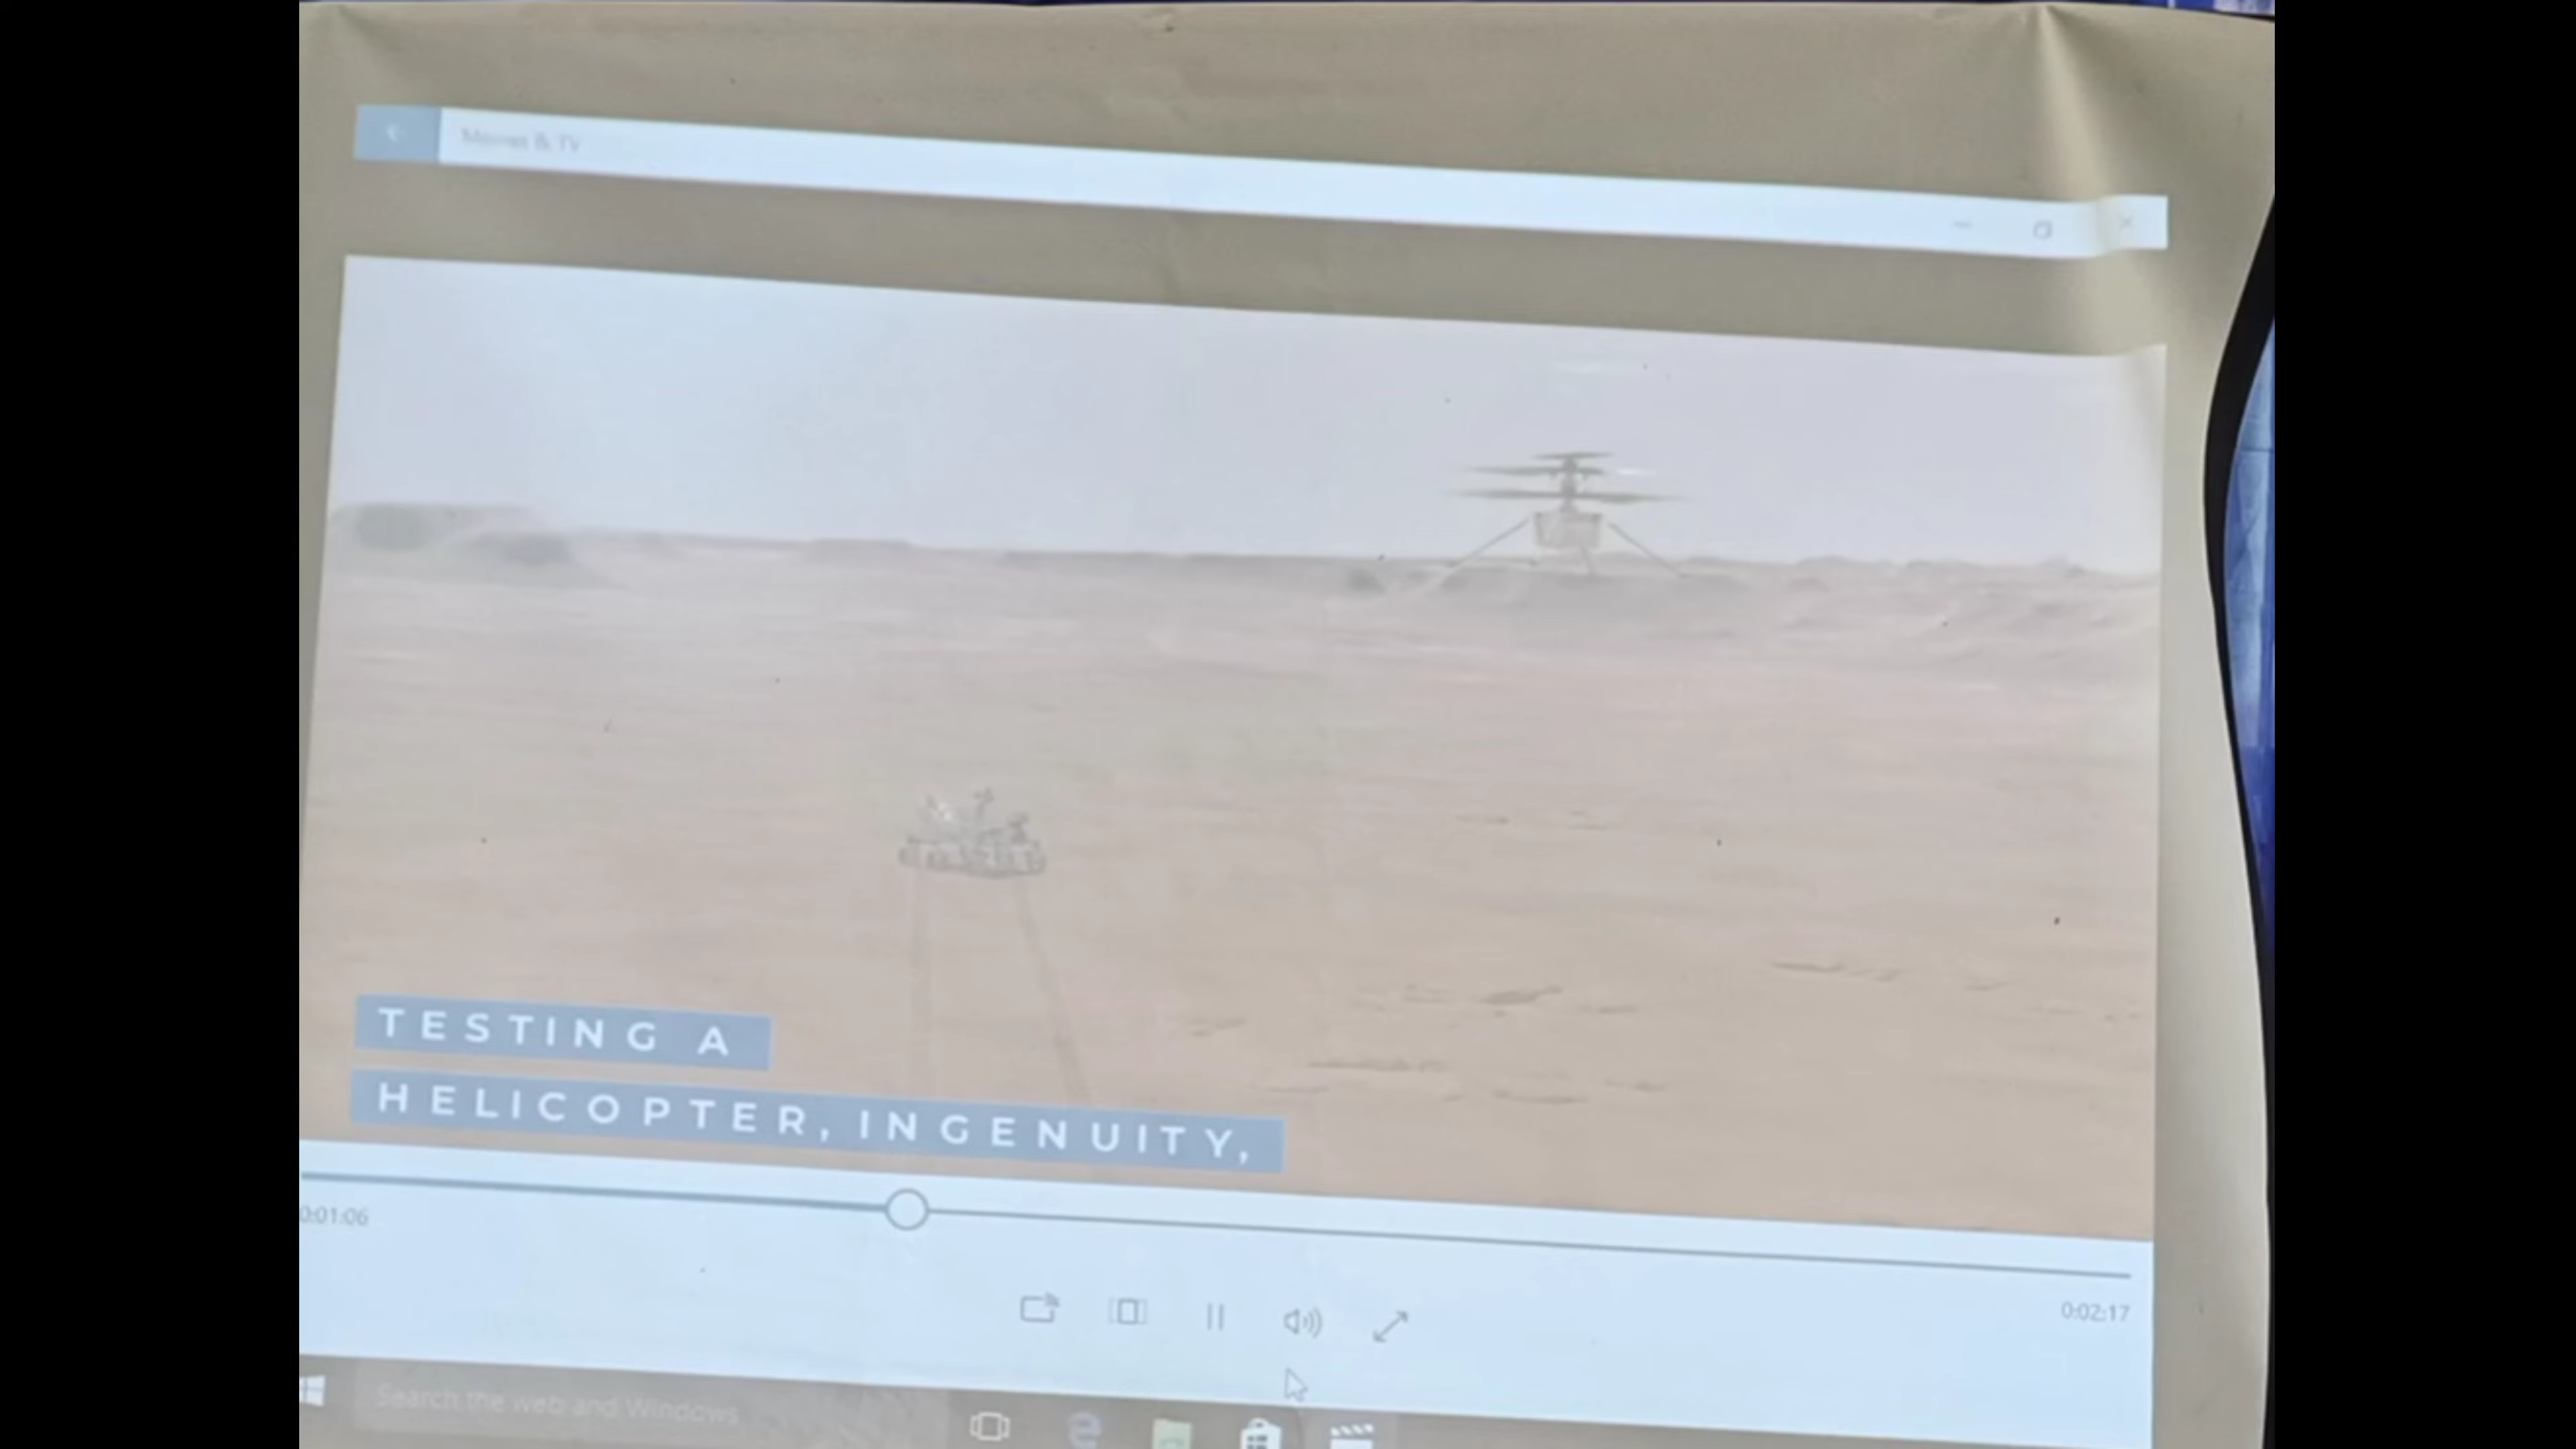 Movies & TV
TESTING A
HELICOPTER, INGENUITY,
0:01:06
0:02:17
Search the web and Windows